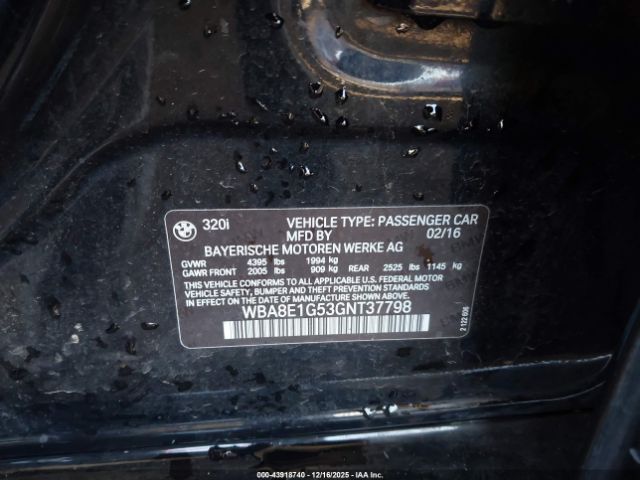 BMW
320i VEHICLE TYPE: PASSENGER CAR
MFD BY 02/16
BAYERISCHE MOTOREN WERKE AG
GVWR 4395 lbs 1994 kg
GAWR FRONT 2005 lbs 909 kg REAR 2525 lbs 1145 kg
THIS VEHICLE CONFORMS TO ALL APPLICABLE U.S. FEDERAL MOTOR
VEHICLE SAFETY, BUMPER, AND THEFT PREVENTION STANDARDS IN
EFFECT ON THE DATE OF MANUFACTURE SHOWN ABOVE.
WBA8E1G53GNT37798
000-43918740 - 12/16/2025 - IAA Inc.